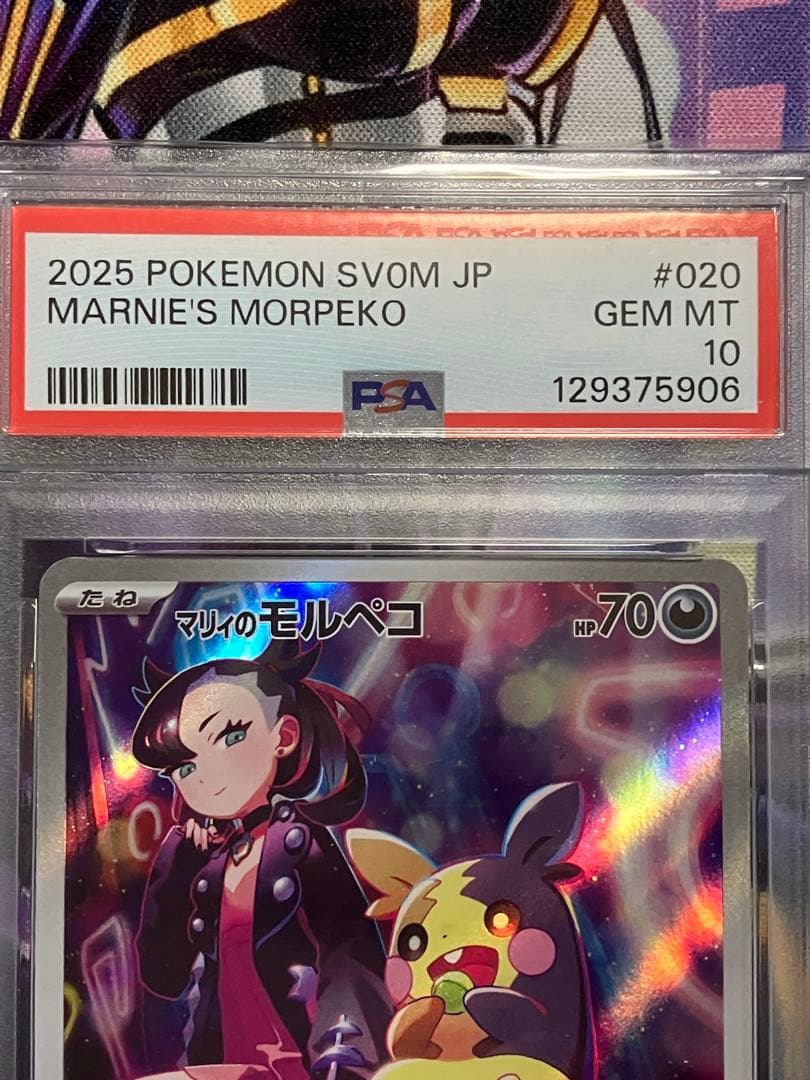 2025 POKEMON SV0M JP #020
MARNIE'S MORPEKO GEM MT
10
PSA 129375906
たね
マリィのモルペコ HP70